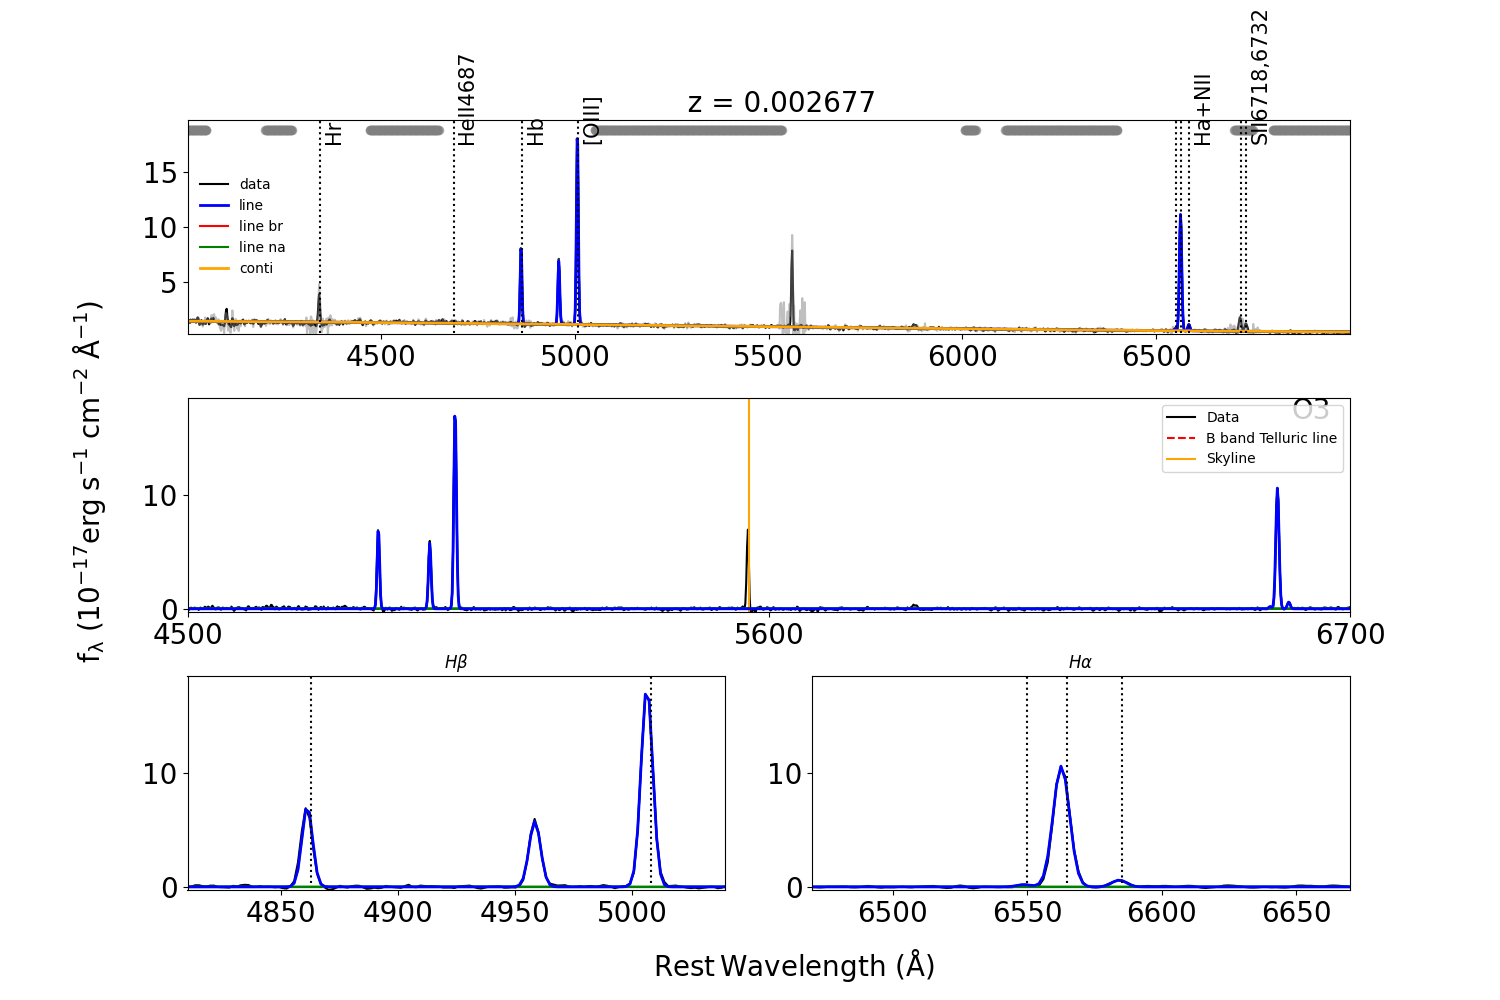 z = 0.002677
Hr
HeII4687
Hb
[OIII]
Ha+NII
SII6718,6732
15
10
5
data
line
line br
line na
conti
4500 5000 5500 6000 6500
f_λ (10^−17 erg s^−1 cm^−2 Å^−1)
10
0
O3
Data
B band Telluric line
Skyline
4500 5600 6700
Hβ
10
0
4850 4900 4950 5000
Hα
10
0
6500 6550 6600 6650
Rest Wavelength (Å)